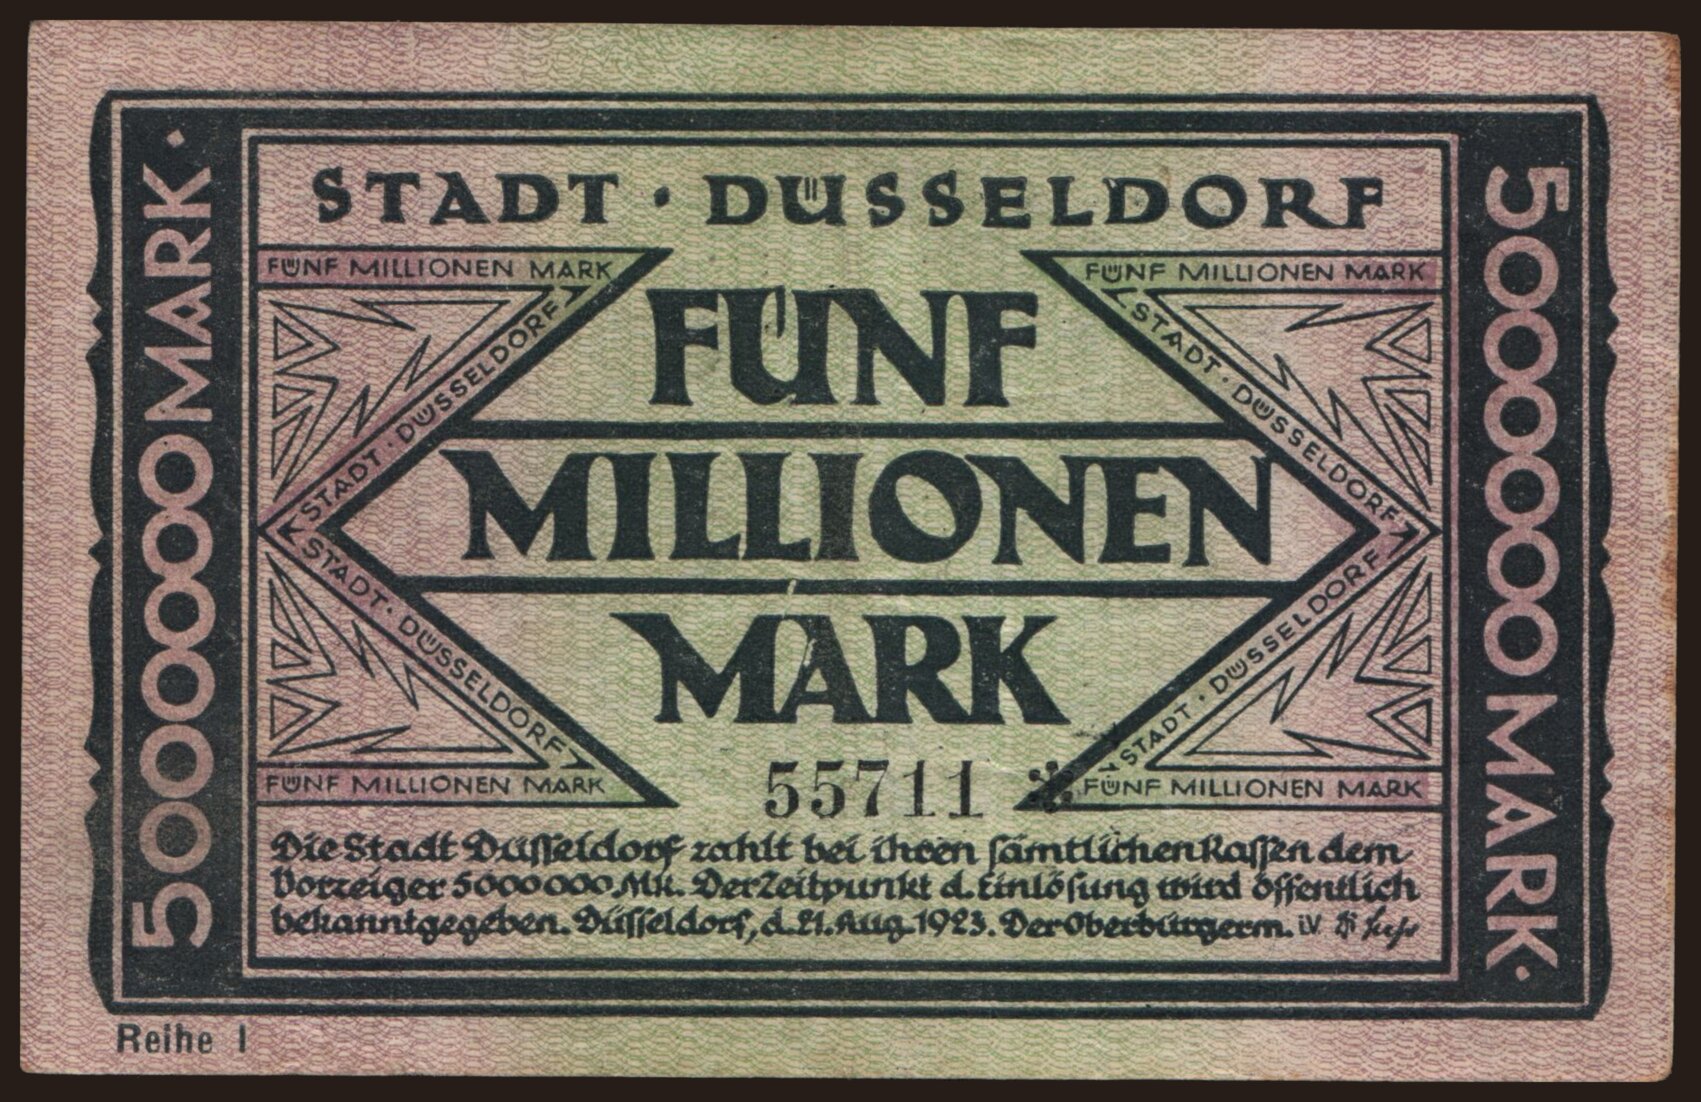 STADT · DÜSSELDORF
FÜNF MILLIONEN MARK
FÜNF MILLIONEN MARK
STADT · DÜSSELDORF
STADT · DÜSSELDORF
FÜNF
MILLIONEN
MARK
STADT · DÜSSELDORF
STADT · DÜSSELDORF
5000000 MARK ·
5000000 MARK ·
55711
FÜNF MILLIONEN MARK
FÜNF MILLIONEN MARK
Die Stadt Düsseldorf zahlt bei ihren sämtlichen Kassen dem
Vorzeiger 5000000 Mk. Der Zeitpunkt d. Einlösung wird öffentlich
bekanntgegeben. Düsseldorf, d. 21. Aug. 1923. Der Oberbürgerm. i.V.
Reihe I